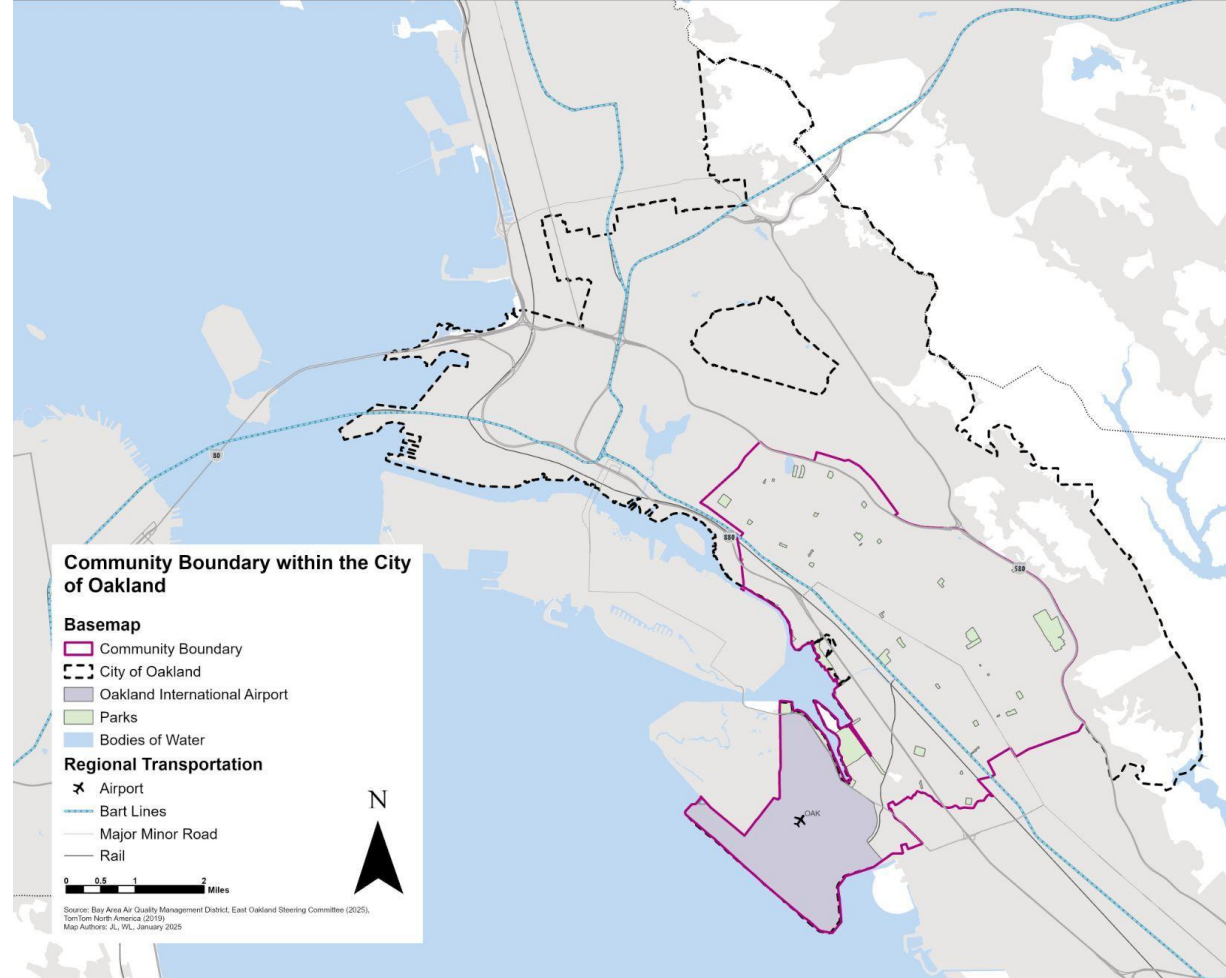 80
880
580
OAK
Community Boundary within the City
of Oakland
Basemap
Community Boundary
City of Oakland
Oakland International Airport
Parks
Bodies of Water
Regional Transportation
Airport
Bart Lines
Major Minor Road
Rail
0 0.5 1 2
Miles
N
Source: Bay Area Air Quality Management District, East Oakland Steering Committee (2025),
TomTom North America (2019)
Map Authors: JL, WL, January 2025